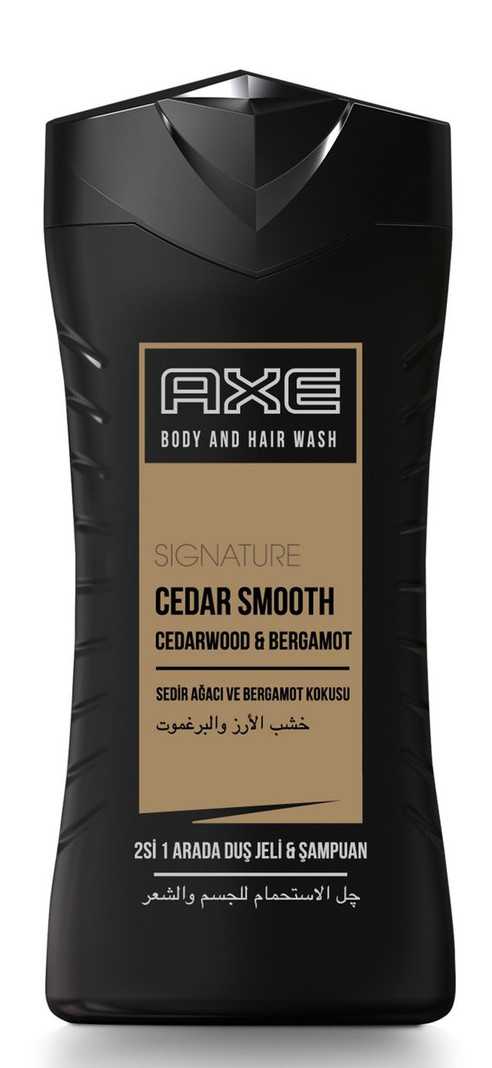 AXE
BODY AND HAIR WASH
SIGNATURE
CEDAR SMOOTH
CEDARWOOD & BERGAMOT
SEDİR AĞACI VE BERGAMOT KOKUSU
خشب الأرز والبرغموت
2Sİ 1 ARADA DUŞ JELİ & ŞAMPUAN
چل الاستحمام للجسم والشعر